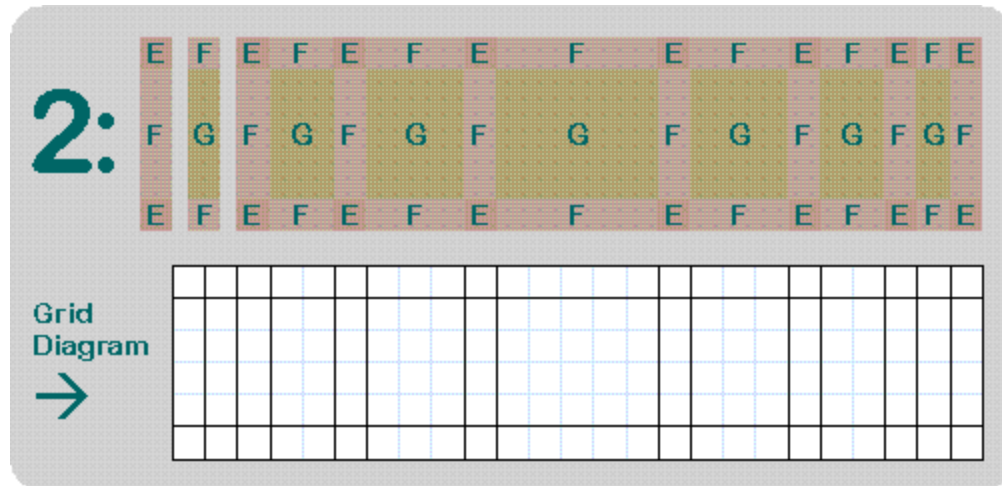 E F E F E F E F E F E F E F E
2: F G F G F G F G F G F G F G F
E F E F E F E F E F E F E F E
Grid
Diagram
→